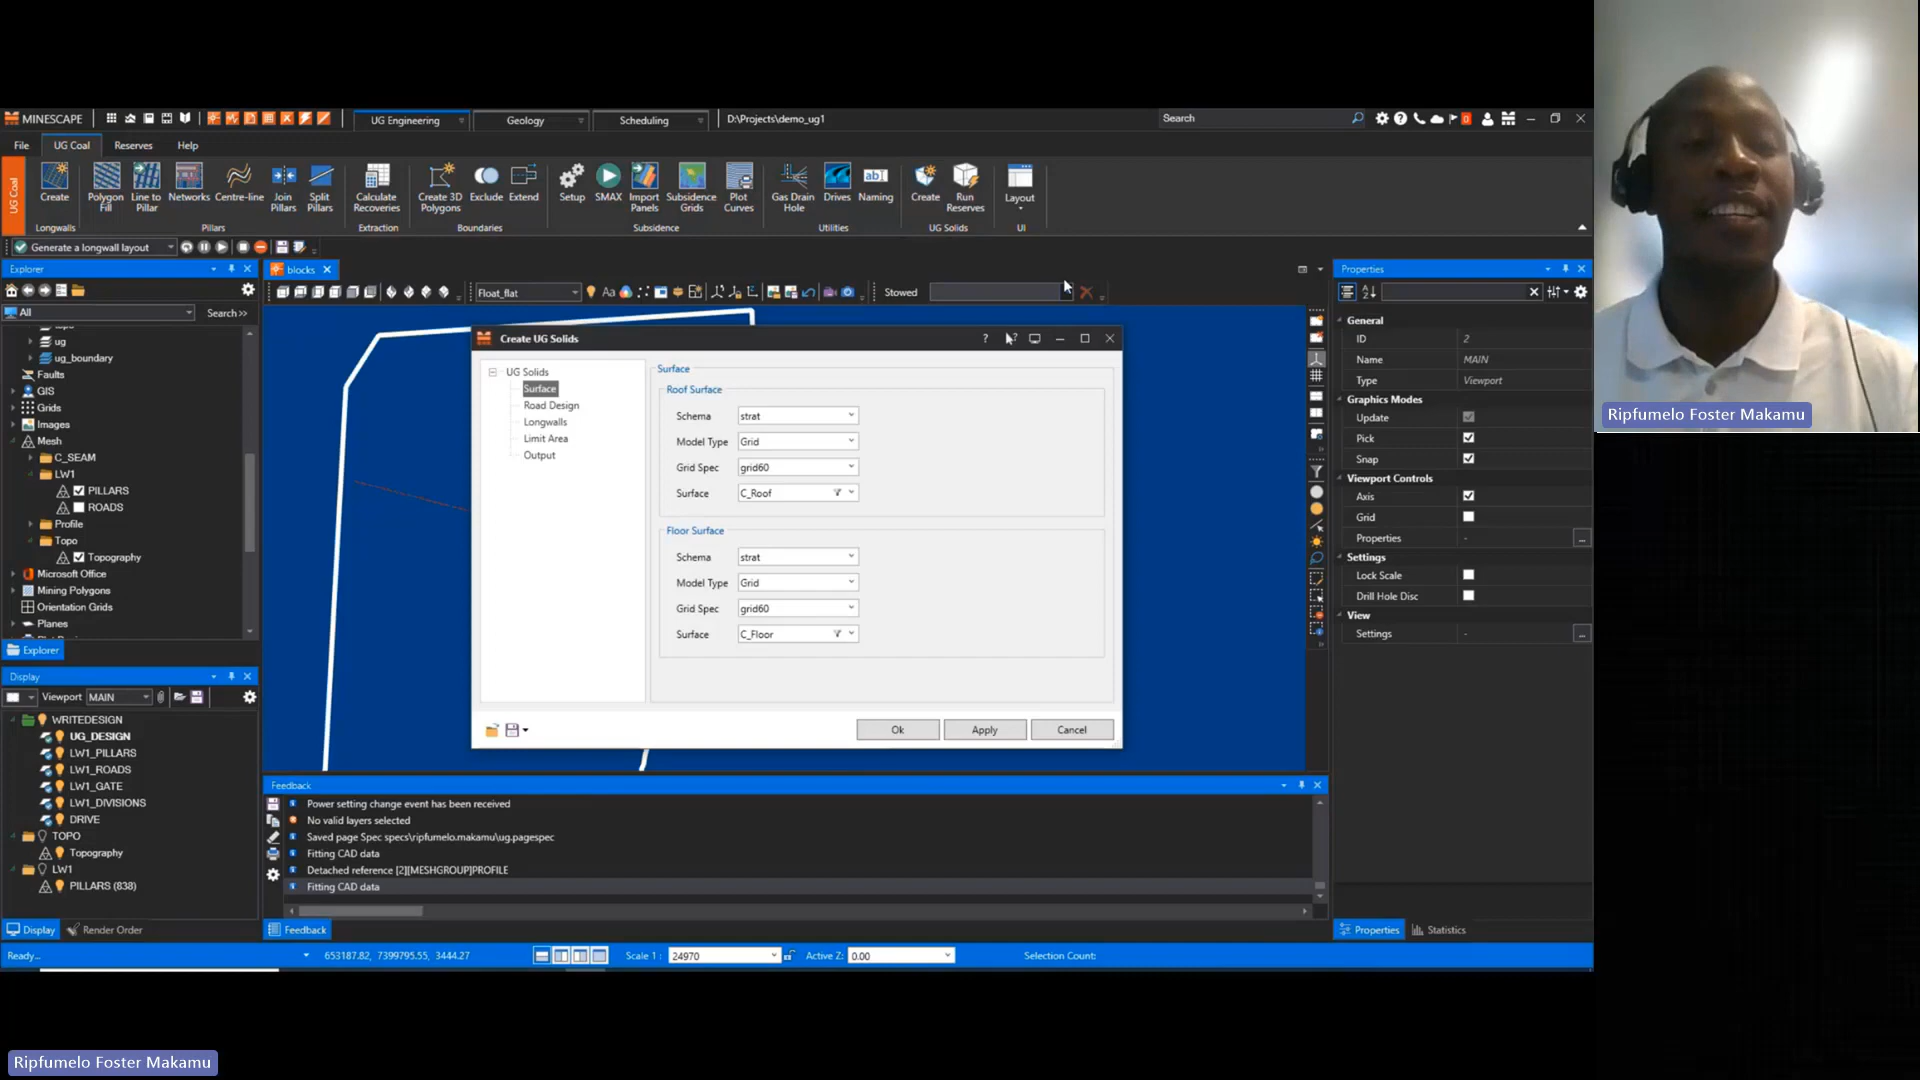 MINESCAPE
UG Engineering
Geology
Scheduling
D:\Projects\demo_ug1
Search
0
File
UG Coal
Reserves
Help
UG Coal
Create
Polygon Fill
Line to Pillar
Networks
Centre-line
Join Pillars
Split Pillars
Calculate Recoveries
Create 3D Polygons
Exclude
Extend
Setup
SMAX
Import Panels
Subsidence Grids
Plot Curves
Gas Drain Hole
Drives
Naming
Create
Run Reserves
Layout
Longwalls
Pillars
Extraction
Boundaries
Subsidence
Utilities
UG Solids
UI
Generate a longwall layout
Explorer
All
Search>>
ug
ug_boundary
Faults
GIS
Grids
Images
Mesh
C_SEAM
LW1
PILLARS
ROADS
Profile
Topo
Topography
Microsoft Office
Mining Polygons
Orientation Grids
Planes
Explorer
Display
Viewport MAIN
WRITEDESIGN
UG_DESIGN
LW1_PILLARS
LW1_ROADS
LW1_GATE
LW1_DIVISIONS
DRIVE
TOPO
Topography
LW1
PILLARS (838)
Display
Render Order
blocks
Float_flat
Aa
Stowed
Create UG Solids
UG Solids
Surface
Road Design
Longwalls
Limit Area
Output
Surface
Roof Surface
Schema strat
Model Type Grid
Grid Spec grid60
Surface C_Roof
Floor Surface
Schema strat
Model Type Grid
Grid Spec grid60
Surface C_Floor
Ok
Apply
Cancel
Feedback
Power setting change event has been received
No valid layers selected
Saved page Spec specs\ripfumelo.makamu\ug.pagespec
Fitting CAD data
Detached reference [2][MESHGROUP]PROFILE
Fitting CAD data
Feedback
Properties
General
ID 2
Name MAIN
Type Viewport
Graphics Modes
Update
Pick
Snap
Viewport Controls
Axis
Grid
Properties -
Settings
Lock Scale
Drill Hole Disc
View
Settings -
Properties
Statistics
Ready...
653187.82, 7399795.55, 3444.27
Scale 1 : 24970
Active Z: 0.00
Selection Count:
Ripfumelo Foster Makamu
Ripfumelo Foster Makamu